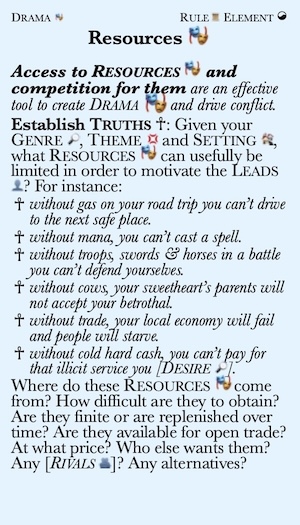 DRAMA 🎭 RULE 📜 ELEMENT ☯
Resources 🎭
Access to RESOURCES 🎭 and
competition for them are an effective
tool to create DRAMA 🎭 and drive conflict.
Establish TRUTHS ✝: Given your
GENRE 🔎, THEME 💢 and SETTING 🎠,
what RESOURCES 🎭 can usefully be
limited in order to motivate the LEADS
👤? For instance:
✝ without gas on your road trip you can't drive
to the next safe place.
✝ without mana, you can't cast a spell.
✝ without troops, swords & horses in a battle
you can't defend yourselves.
✝ without cows, your sweetheart's parents will
not accept your betrothal.
✝ without trade, your local economy will fail
and people will starve.
✝ without cold hard cash, you can't pay for
that illicit service you [DESIRE 🔎].
Where do these RESOURCES 🎭 come
from? How difficult are they to obtain?
Are they finite or are replenished over
time? Are they available for open trade?
At what price? Who else wants them?
Any [RIVALS 👤]? Any alternatives?